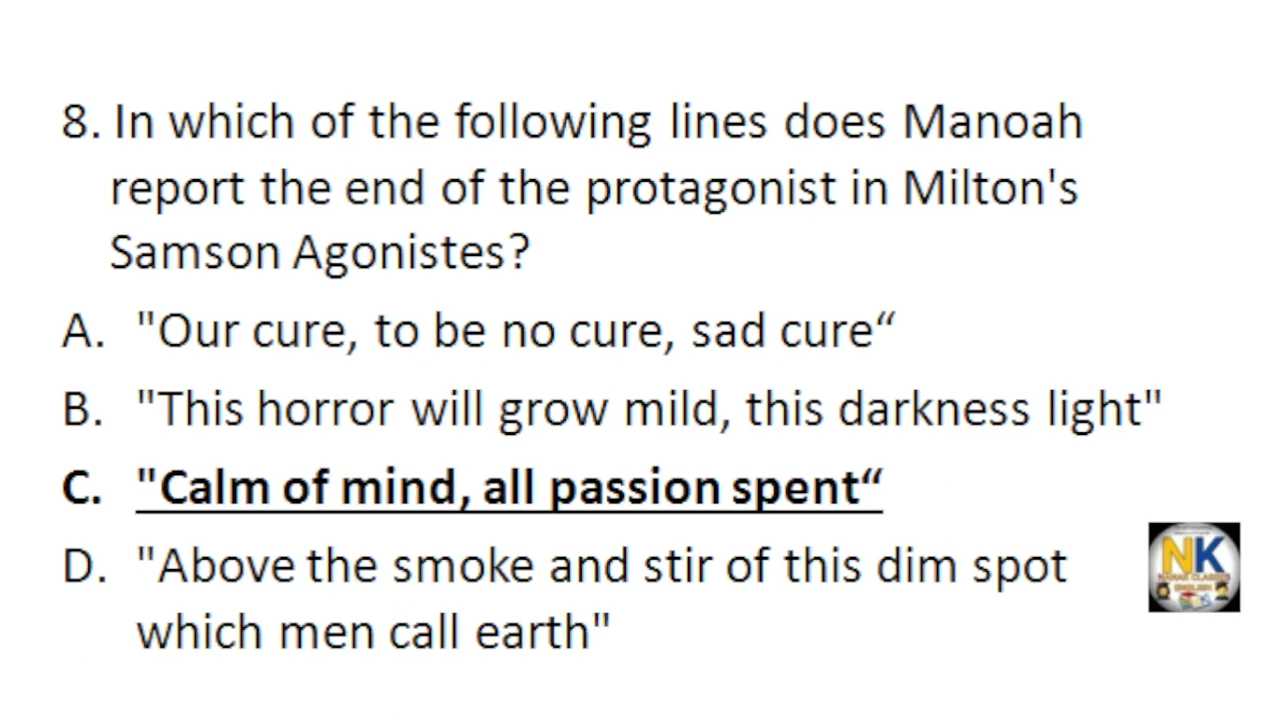 8. In which of the following lines does Manoah
report the end of the protagonist in Milton's
Samson Agonistes?
A. "Our cure, to be no cure, sad cure“
B. "This horror will grow mild, this darkness light"
C. "Calm of mind, all passion spent“
D. "Above the smoke and stir of this dim spot
which men call earth"
NK